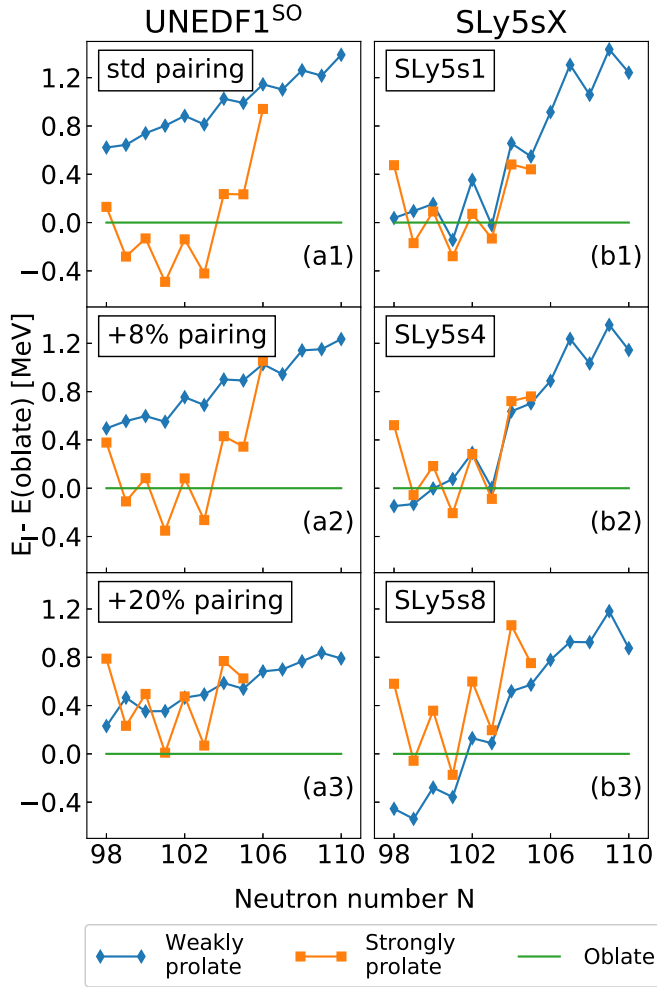 UNEDF1^SO SLy5sX
std pairing SLy5s1
1.2
0.8
0.4
0.0
−0.4
(a1) (b1)
+8% pairing SLy5s4
1.2
0.8
0.4
0.0
−0.4
(a2) (b2)
+20% pairing SLy5s8
1.2
0.8
0.4
0.0
−0.4
(a3) (b3)
E_I- E(oblate) [MeV]
98 102 106 110 98 102 106 110
Neutron number N
Weakly prolate
Strongly prolate
Oblate